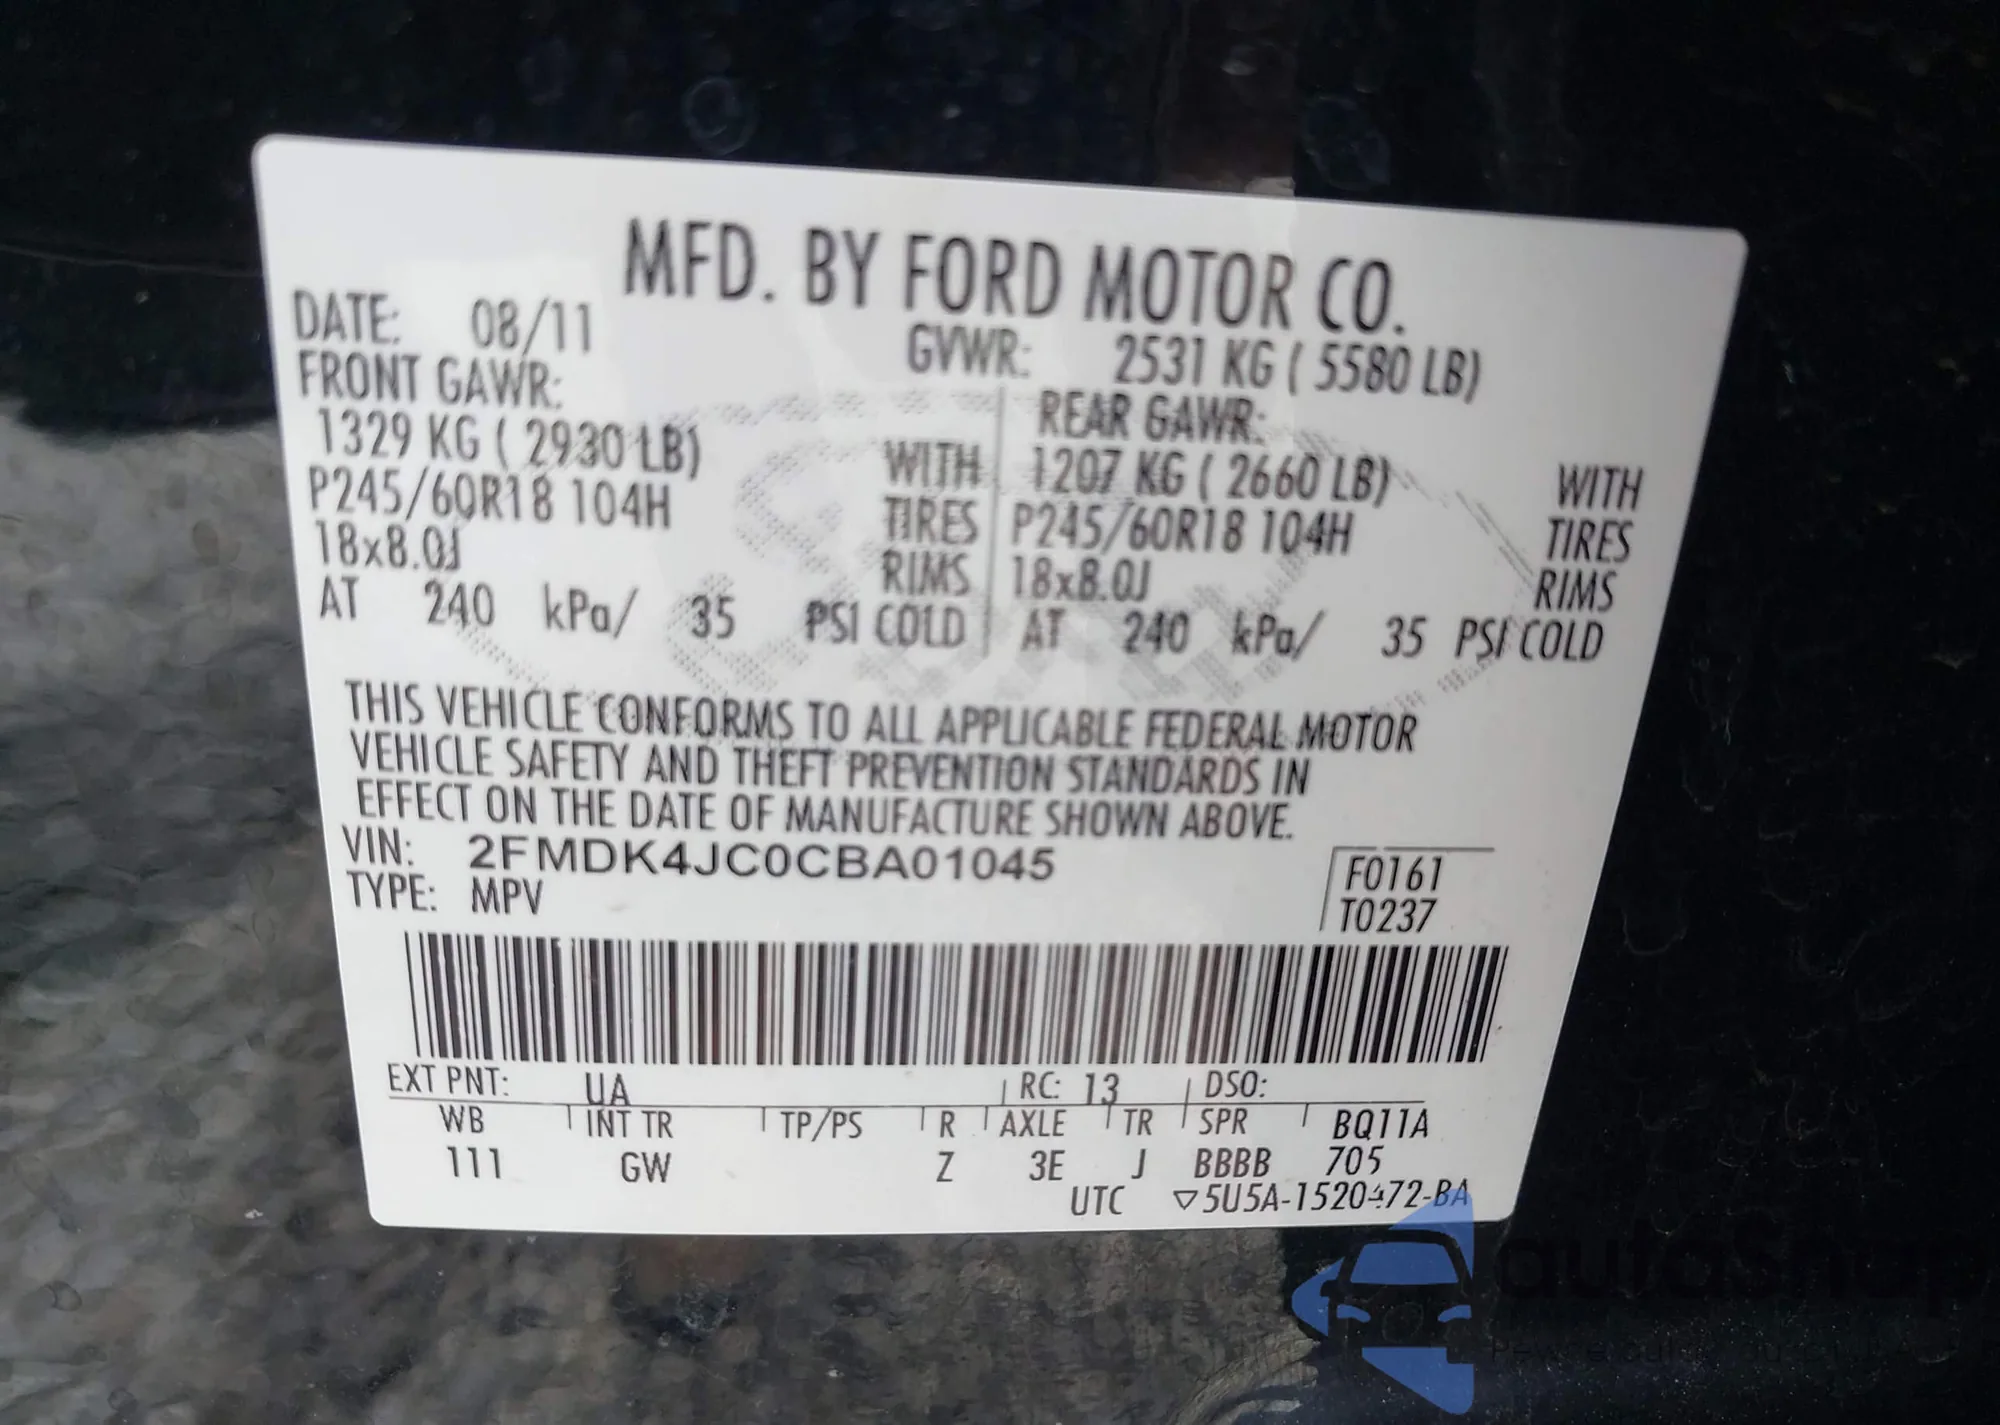 MFD. BY FORD MOTOR CO.
DATE: 08/11 GVWR: 2531 KG ( 5580 LB)
FRONT GAWR: REAR GAWR:
1329 KG ( 2930 LB) WITH 1207 KG ( 2660 LB) WITH
P245/60R18 104H TIRES P245/60R18 104H TIRES
18x8.0J RIMS 18x8.0J RIMS
AT 240 kPa/ 35 PSI COLD AT 240 kPa/ 35 PSI COLD
THIS VEHICLE CONFORMS TO ALL APPLICABLE FEDERAL MOTOR
VEHICLE SAFETY AND THEFT PREVENTION STANDARDS IN
EFFECT ON THE DATE OF MANUFACTURE SHOWN ABOVE.
VIN: 2FMDK4JC0CBA01045 F0161
TYPE: MPV T0237
EXT PNT: UA RC: 13 DSO:
WB INT TR TP/PS R AXLE TR SPR BQ11A
111 GW Z 3E J BBBB 705
UTC ▽5U5A-1520472-BA
autoshop